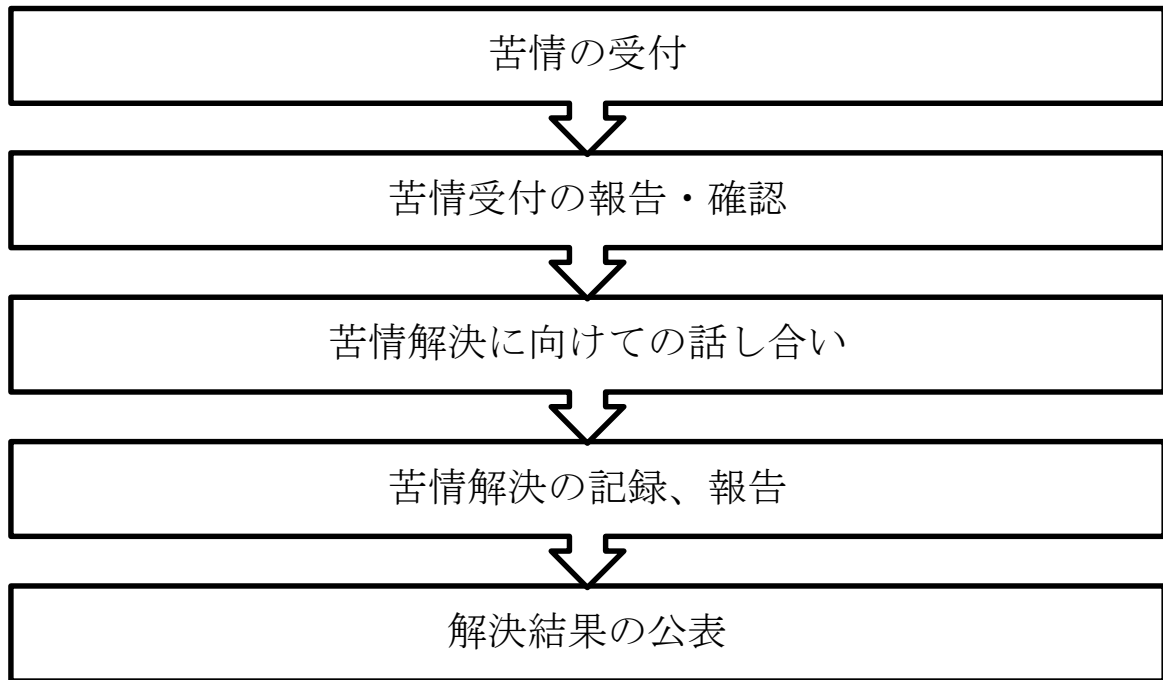 苦情の受付
苦情受付の報告・確認
苦情解決に向けての話し合い
苦情解決の記録、報告
解決結果の公表